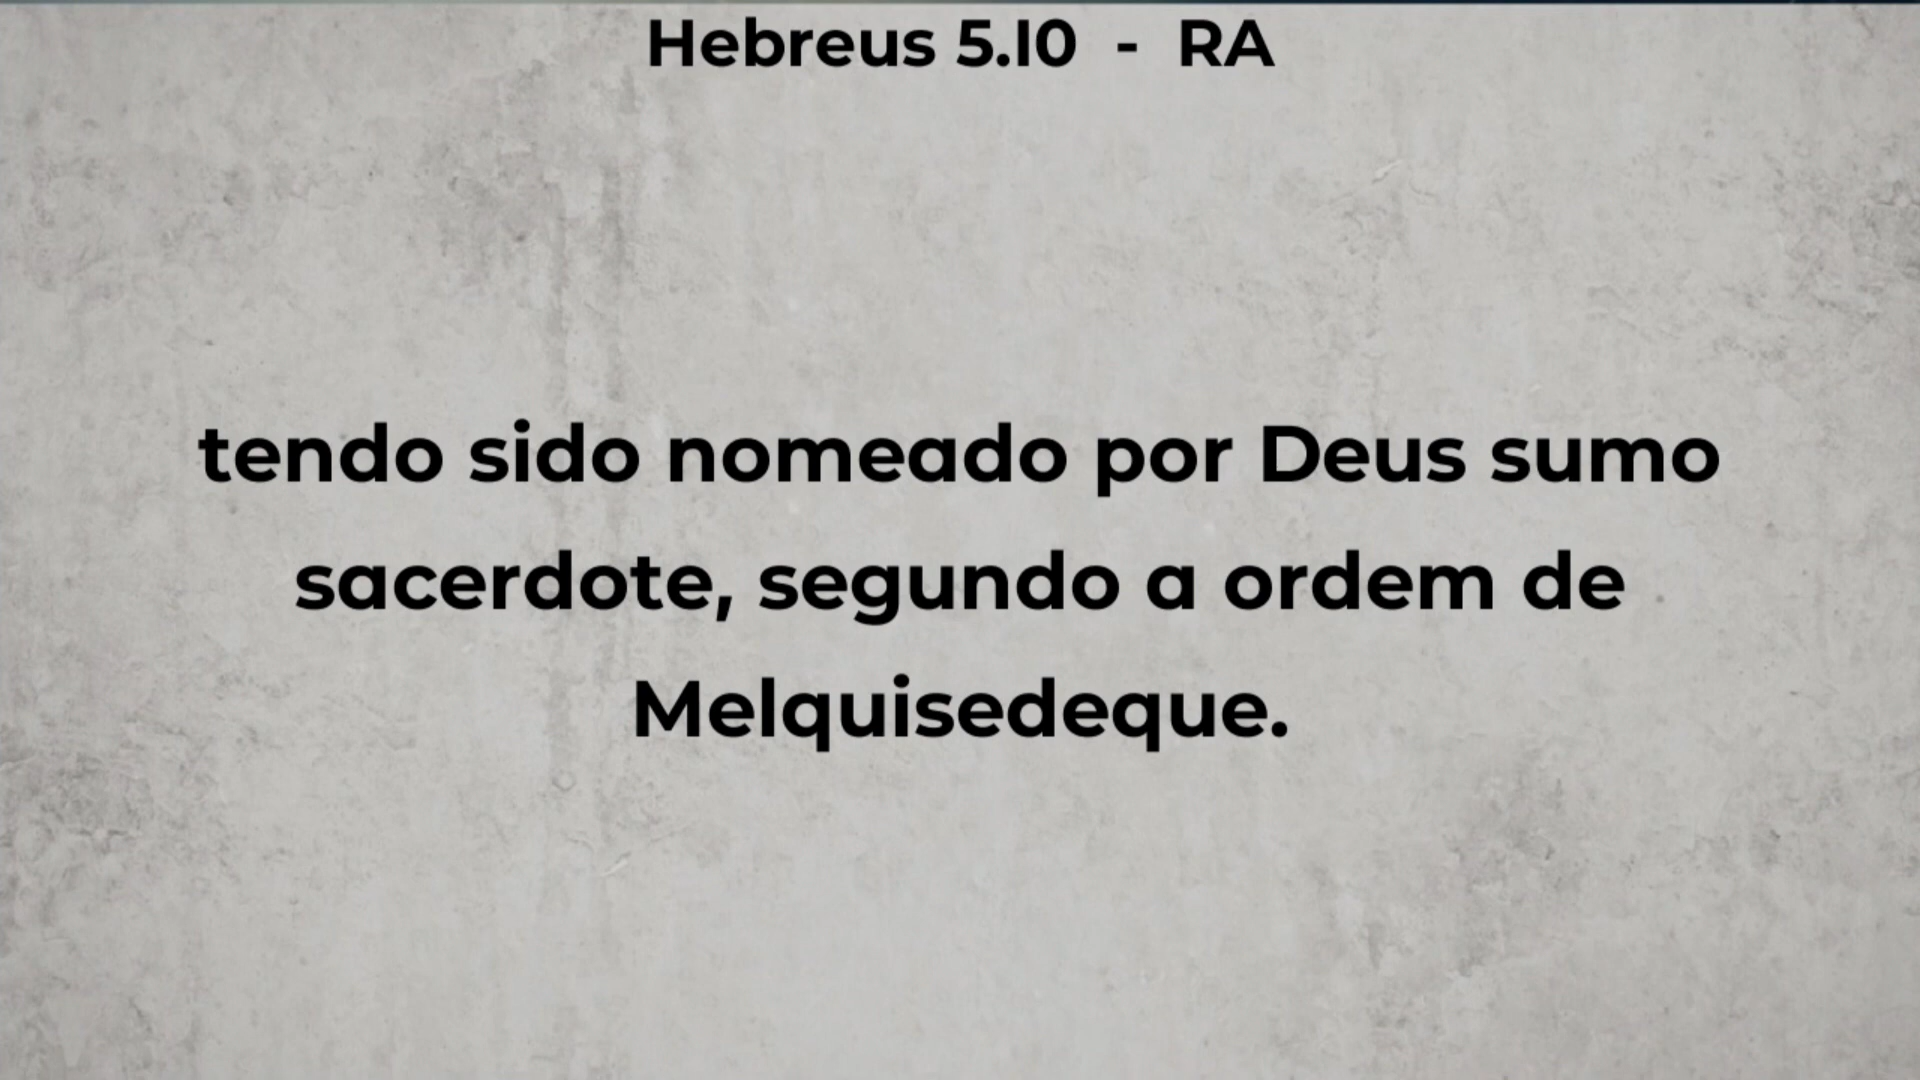 Hebreus 5.10 - RA
tendo sido nomeado por Deus sumo
sacerdote, segundo a ordem de
Melquisedeque.